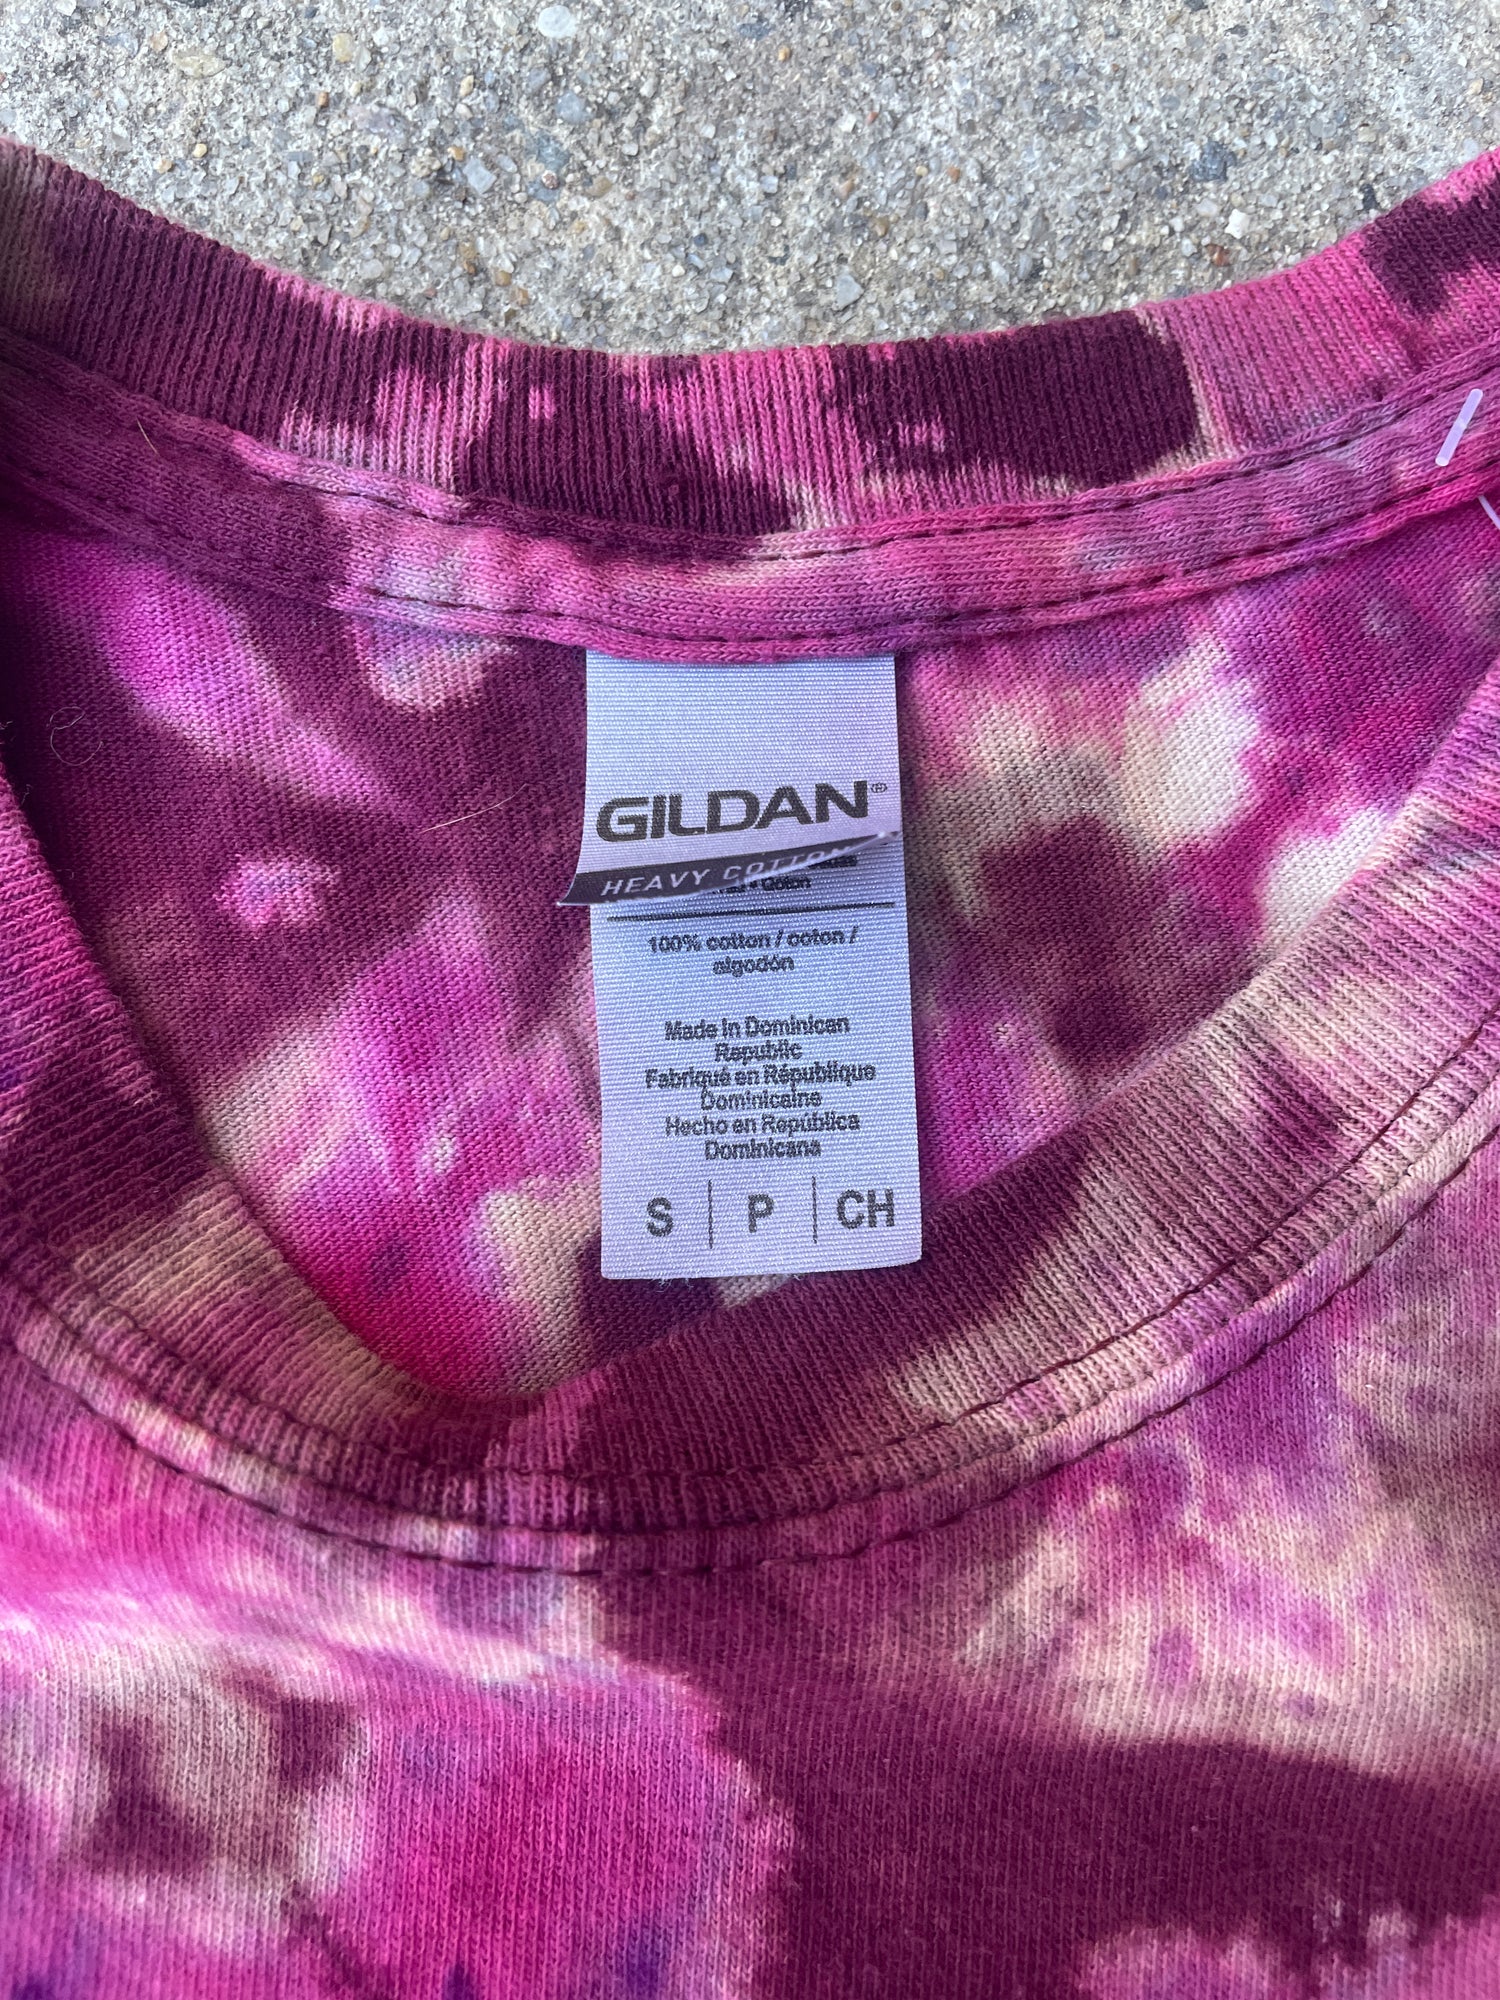 GILDAN®
HEAVY COTTON
100% cotton / coton /
algodón
Made in Dominican
Republic
Fabriqué en République
Dominicaine
Hecho en República
Dominicana
S | P | CH